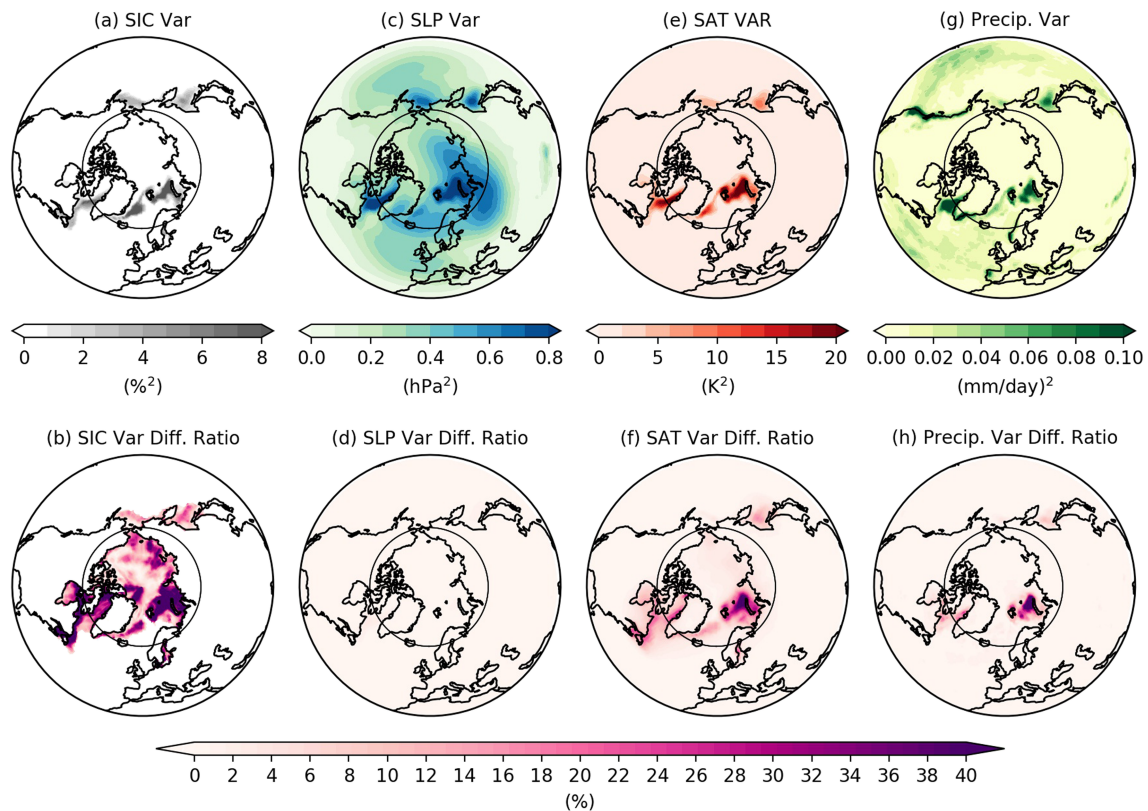 (a) SIC Var
(c) SLP Var
(e) SAT VAR
(g) Precip. Var
0 2 4 6 8
0.0 0.2 0.4 0.6 0.8
0 5 10 15 20
0.00 0.02 0.04 0.06 0.08 0.10
(%²)
(hPa²)
(K²)
(mm/day)²
(b) SIC Var Diff. Ratio
(d) SLP Var Diff. Ratio
(f) SAT Var Diff. Ratio
(h) Precip. Var Diff. Ratio
0 2 4 6 8 10 12 14 16 18 20 22 24 26 28 30 32 34 36 38 40
(%)